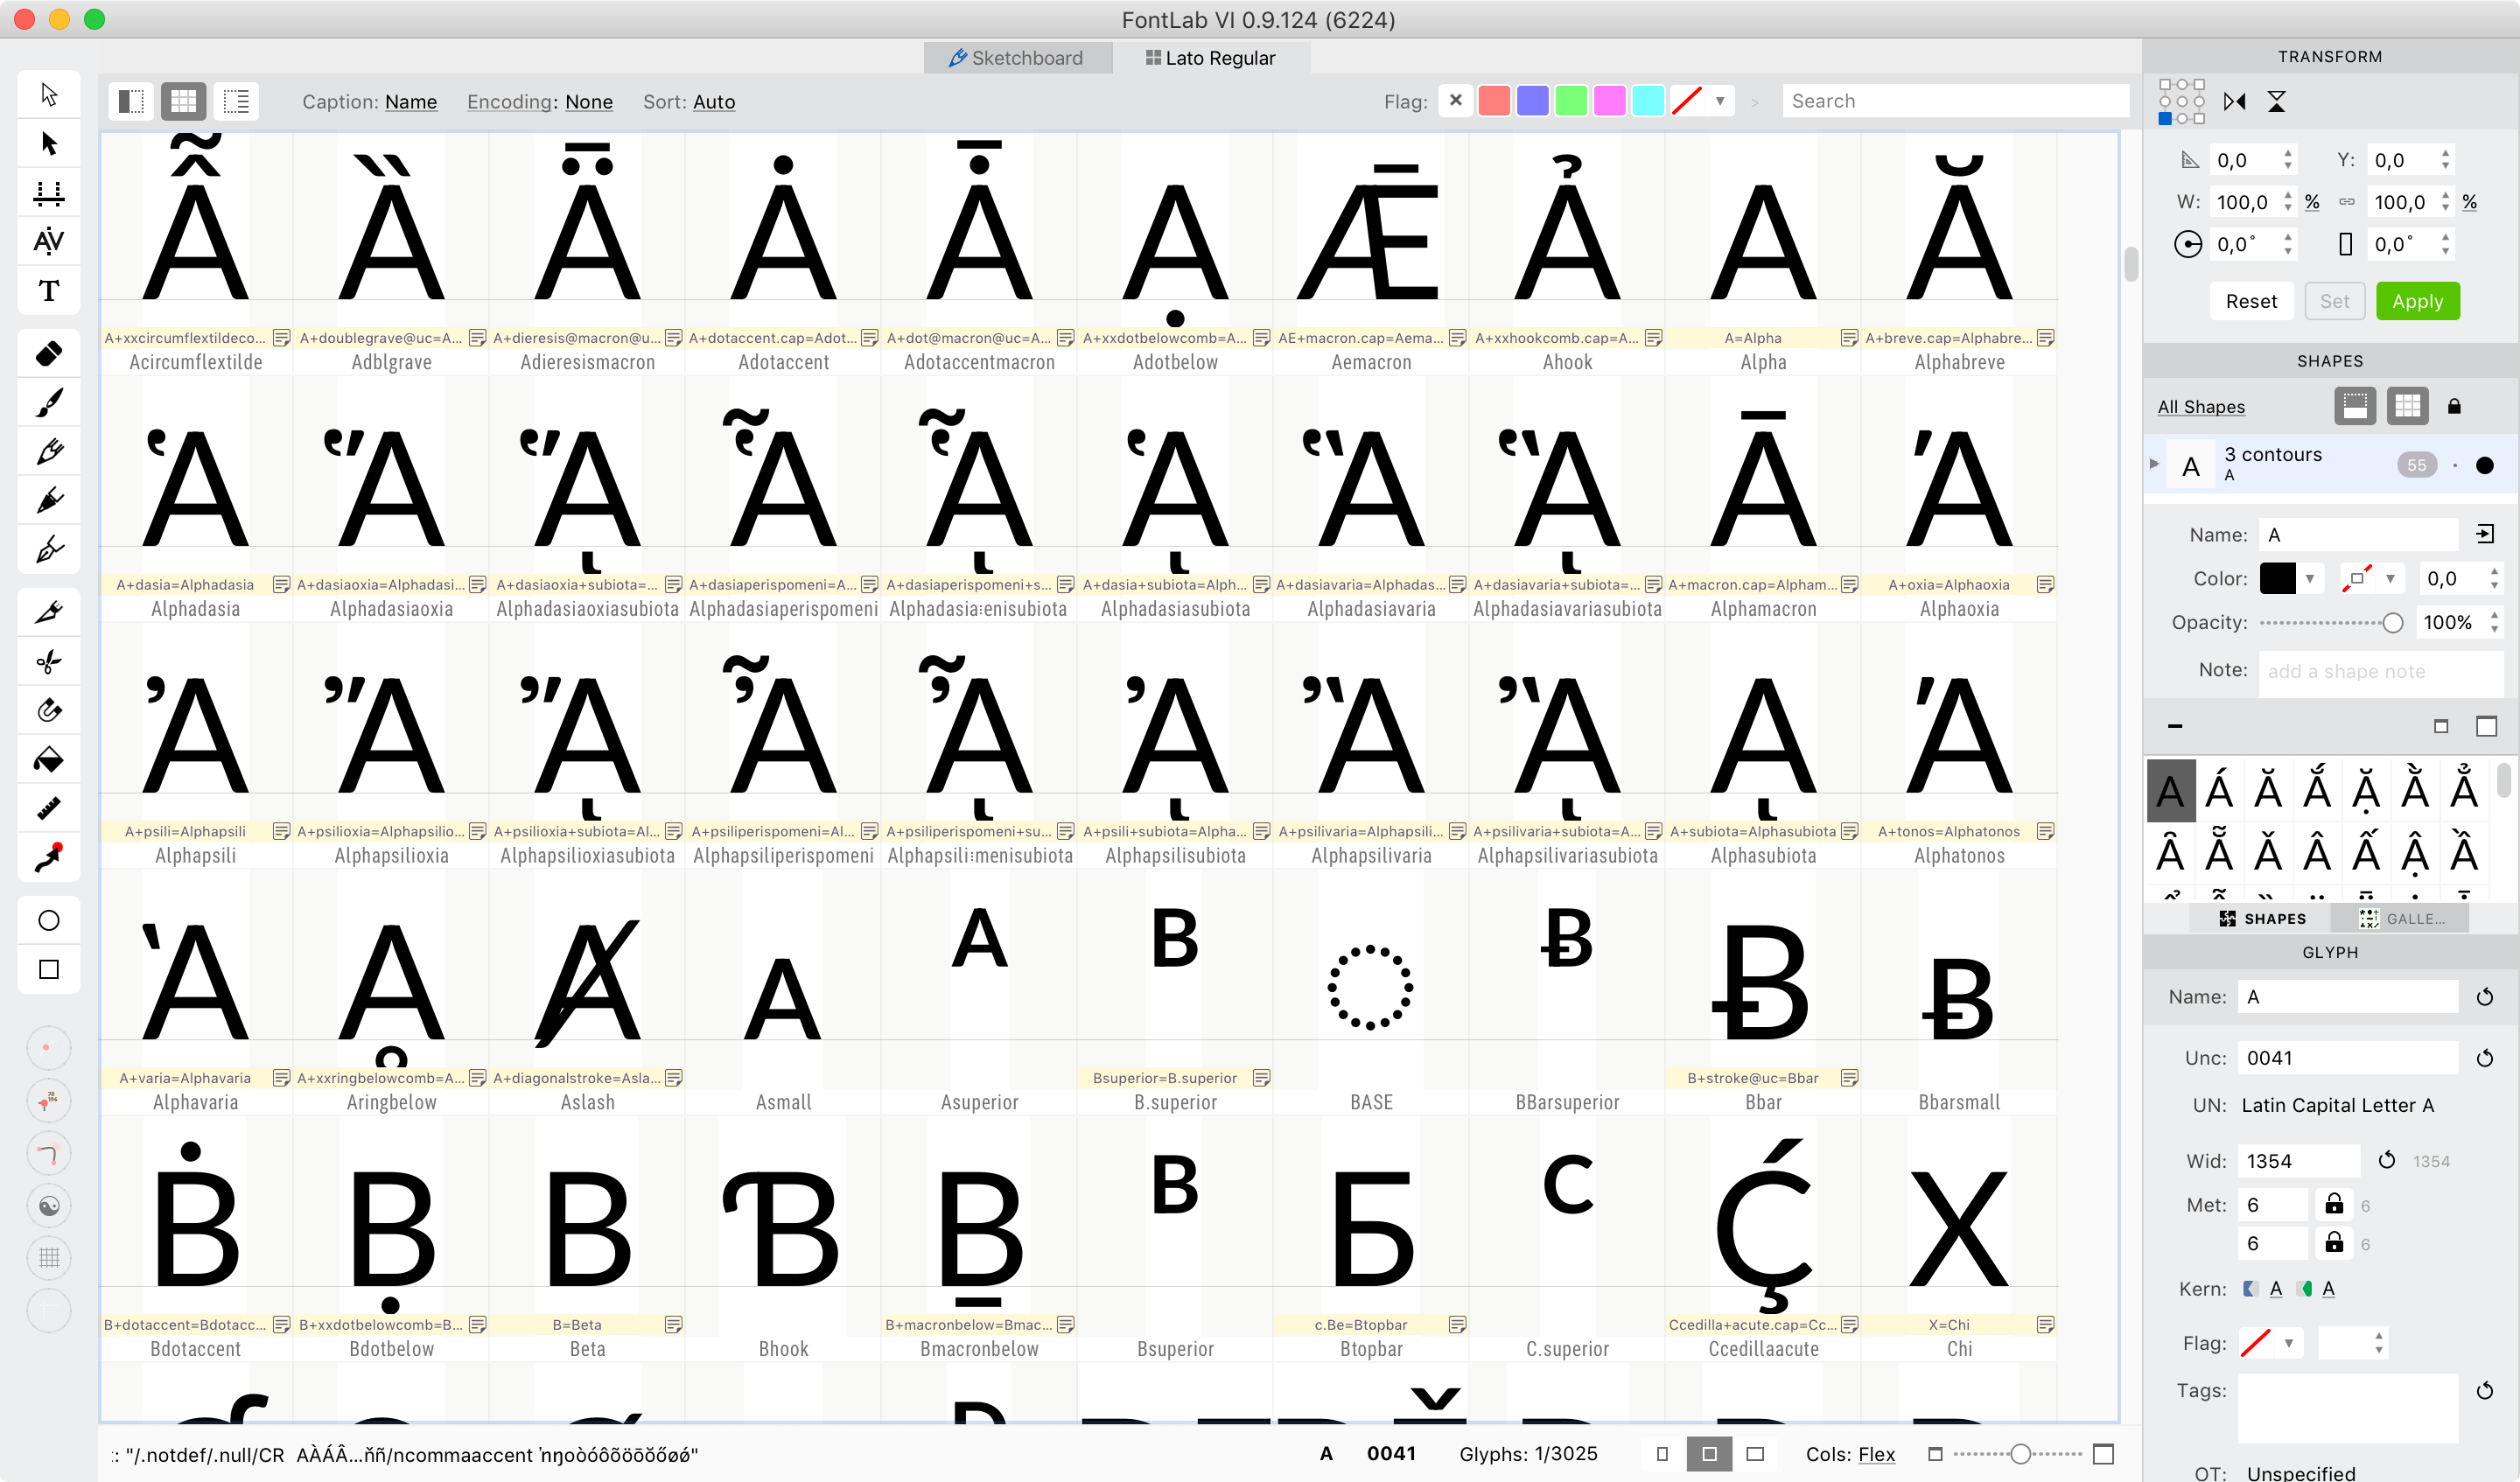 FontLab VI 0.9.124 (6224)
Sketchboard
Lato Regular
Caption: Name
Encoding: None
Sort: Auto
Flag:
Search
A+xxcircumflextildeco... A+doublegrave@uc=A... A+dieresis@macron@u... A+dotaccent.cap=Adot... A+dot@macron@uc=A... A+xxdotbelowcomb=A... AE+macron.cap=Aema... A+xxhookcomb.cap=A... A=Alpha A+breve.cap=Alphabre...
Acircumflextilde Adblgrave Adieresismacron Adotaccent Adotaccentmacron Adotbelow Aemacron Ahook Alpha Alphabreve
A+dasia=Alphadasia A+dasiaoxia=Alphadasi... A+dasiaoxia+subiota=... A+dasiaperispomeni=A... A+dasiaperispomeni+s... A+dasia+subiota=Alph... A+dasiavaria=Alphadas... A+dasiavaria+subiota=... A+macron.cap=Alpham... A+oxia=Alphaoxia
Alphadasia Alphadasiaoxia Alphadasiaoxiasubiota Alphadasiaperispomeni Alphadasia⁝enisubiota Alphadasiasubiota Alphadasiavaria Alphadasiavariasubiota Alphamacron Alphaoxia
A+psili=Alphapsili A+psilioxia=Alphapsilio... A+psilioxia+subiota=Al... A+psiliperispomeni=Al... A+psiliperispomeni+su... A+psili+subiota=Alpha... A+psilivaria=Alphapsili... A+psilivaria+subiota=A... A+subiota=Alphasubiota A+tonos=Alphatonos
Alphapsili Alphapsilioxia Alphapsilioxiasubiota Alphapsiliperispomeni Alphapsili⁝menisubiota Alphapsilisubiota Alphapsilivaria Alphapsilivariasubiota Alphasubiota Alphatonos
A+varia=Alphavaria A+xxringbelowcomb=A... A+diagonalstroke=Asla... Bsuperior=B.superior B+stroke@uc=Bbar
Alphavaria Aringbelow Aslash Asmall Asuperior B.superior BASE BBarsuperior Bbar Bbarsmall
B+dotaccent=Bdotacc... B+xxdotbelowcomb=B... B=Beta B+macronbelow=Bmac... c.Be=Btopbar Ccedilla+acute.cap=Cc... X=Chi
Bdotaccent Bdotbelow Beta Bhook Bmacronbelow Bsuperior Btopbar C.superior Ccedillaacute Chi
: "/.notdef/.null/CR AÀÁÂ...ňñ/ncommaaccent ŉŋoòóôõöōŏőøǿ"
A 0041 Glyphs: 1/3025 Cols: Flex
TRANSFORM
0,0 Y: 0,0
W: 100,0 % 100,0 %
0,0° 0,0°
Reset Set Apply
SHAPES
All Shapes
A 3 contours 55
A
Name: A
Color: 0,0
Opacity: 100%
Note: add a shape note
SHAPES GALLE...
GLYPH
Name: A
Unc: 0041
UN: Latin Capital Letter A
Wid: 1354 1354
Met: 6 6
6 6
Kern: A A
Flag:
Tags:
OT: Unspecified